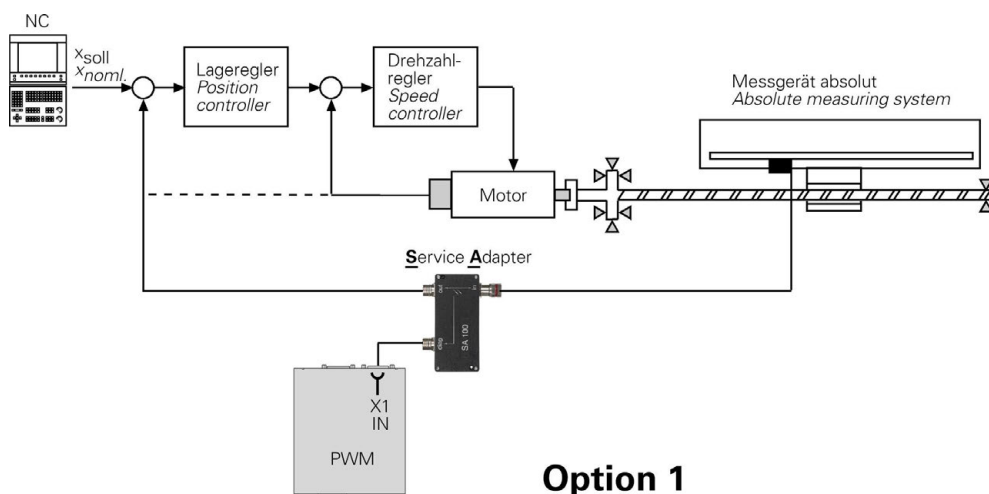 NC
xsoll
xnoml.
Lageregler
Position
controller
Drehzahl-
regler
Speed
controller
Messgerät absolut
Absolute measuring system
Motor
Service Adapter
out
in
diag
SA 100
X1
IN
PWM
Option 1